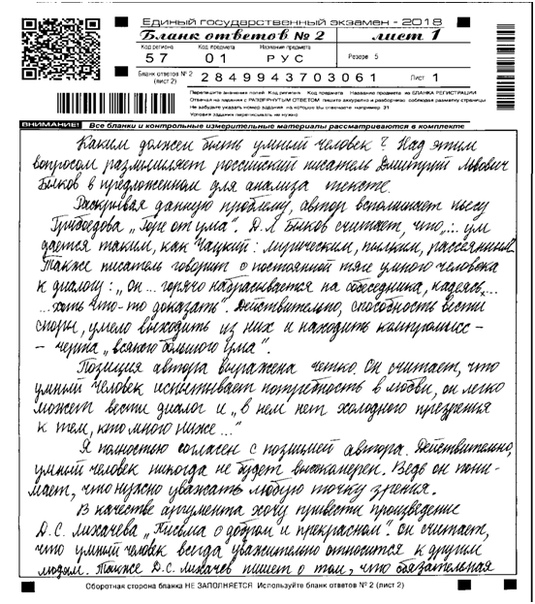 Единый государственный экзамен - 2018
Бланк ответов № 2 лист 1
Код региона Код предмета Название предмета
57 01 РУС Резерв - 5
Бланк ответов № 2 (лист 2) 2849943703061 Лист 1
Перепишите значения полей Код региона Код предмета Название предмета из БЛАНКА РЕГИСТРАЦИИ
Отвечая на задания с РАЗВЕРНУТЫМ ОТВЕТОМ пишите аккуратно и разборчиво соблюдая разметку страницы
Не забудьте указать номер задания на которое Вы отвечаете например 31
Условия задания переписывать не нужно
ВНИМАНИЕ! Все бланки и контрольные измерительные материалы рассматриваются в комплекте
Каким должен быть умный человек? Над этим
вопросом размышляет российский писатель Дмитрий Львович
Быков в предложенном для анализа тексте.
Раскрывая данную проблему, автор вспоминает пьесу
Грибоедова „Горе от ума". Д.Л Быков считает, что „... ум
дается таким, как Чацкий: лирическим, пылким, рассеянным"
Также писатель говорит о постоянной тяге умного человека
к диалогу: „он ... горячо набрасывается на собеседника, надеясь...
...хоть что-то доказать". Действительно, способность вести
споры, умело выходить из них и находить компромисс -
- черта „всякого большого ума".
Позиция автора выражена четко. Он считает, что
умный человек испытывает потребность в любви, он легко
может вести диалог и „в нем нет холодного презрения
к тем, кто много ниже..."
Я полностью согласен с позицией автора. Действительно,
умный человек никогда не будет высокомерен. Ведь он пони-
мает, что нужно уважать любую точку зрения.
В качестве аргумента хочу привести произведение
Д.С. Лихачева „Письма о добром и прекрасном". Он считает,
что умный человек всегда уважительно относится к другим
людям. Также Д.С. Лихачев пишет о том, что обязательная
Оборотная сторона бланка НЕ ЗАПОЛНЯЕТСЯ Используйте бланк ответов № 2 (лист 2)